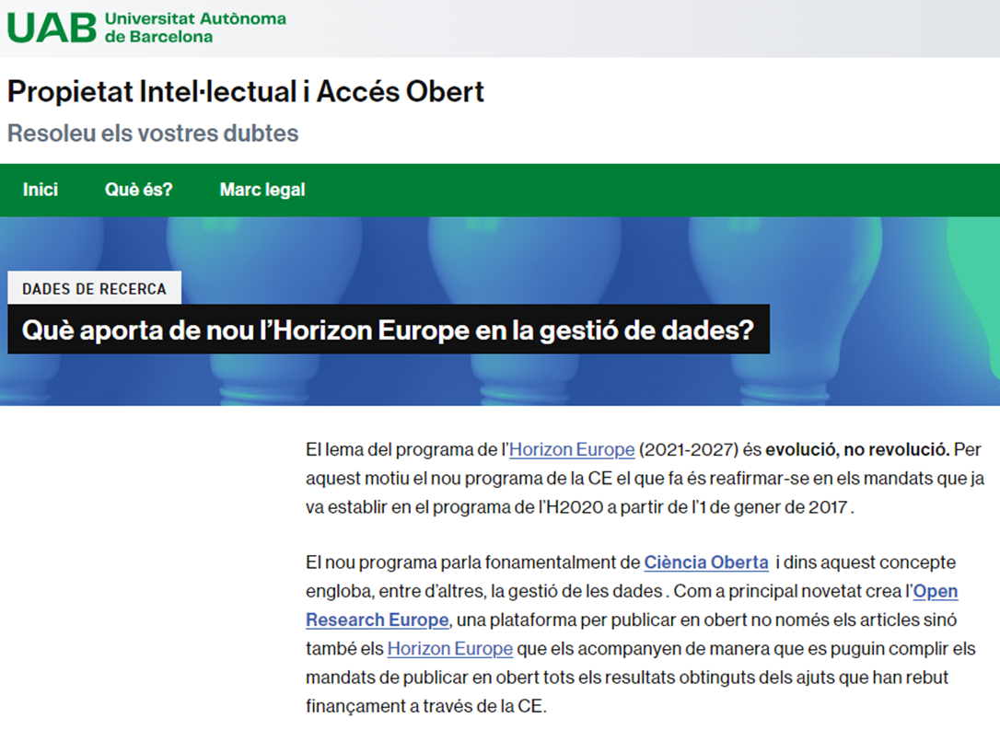 UAB Universitat Autònoma
de Barcelona
Propietat Intel·lectual i Accés Obert
Resoleu els vostres dubtes
Inici Què és? Marc legal
DADES DE RECERCA
Què aporta de nou l’Horizon Europe en la gestió de dades?
El lema del programa de l'Horizon Europe (2021-2027) és evolució, no revolució. Per
aquest motiu el nou programa de la CE el que fa és reafirmar-se en els mandats que ja
va establir en el programa de l’H2020 a partir de l’1 de gener de 2017 .
El nou programa parla fonamentalment de Ciència Oberta i dins aquest concepte
engloba, entre d’altres, la gestió de les dades . Com a principal novetat crea l’Open
Research Europe, una plataforma per publicar en obert no només els articles sinó
també els Horizon Europe que els acompanyen de manera que es puguin complir els
mandats de publicar en obert tots els resultats obtinguts dels ajuts que han rebut
finançament a través de la CE.